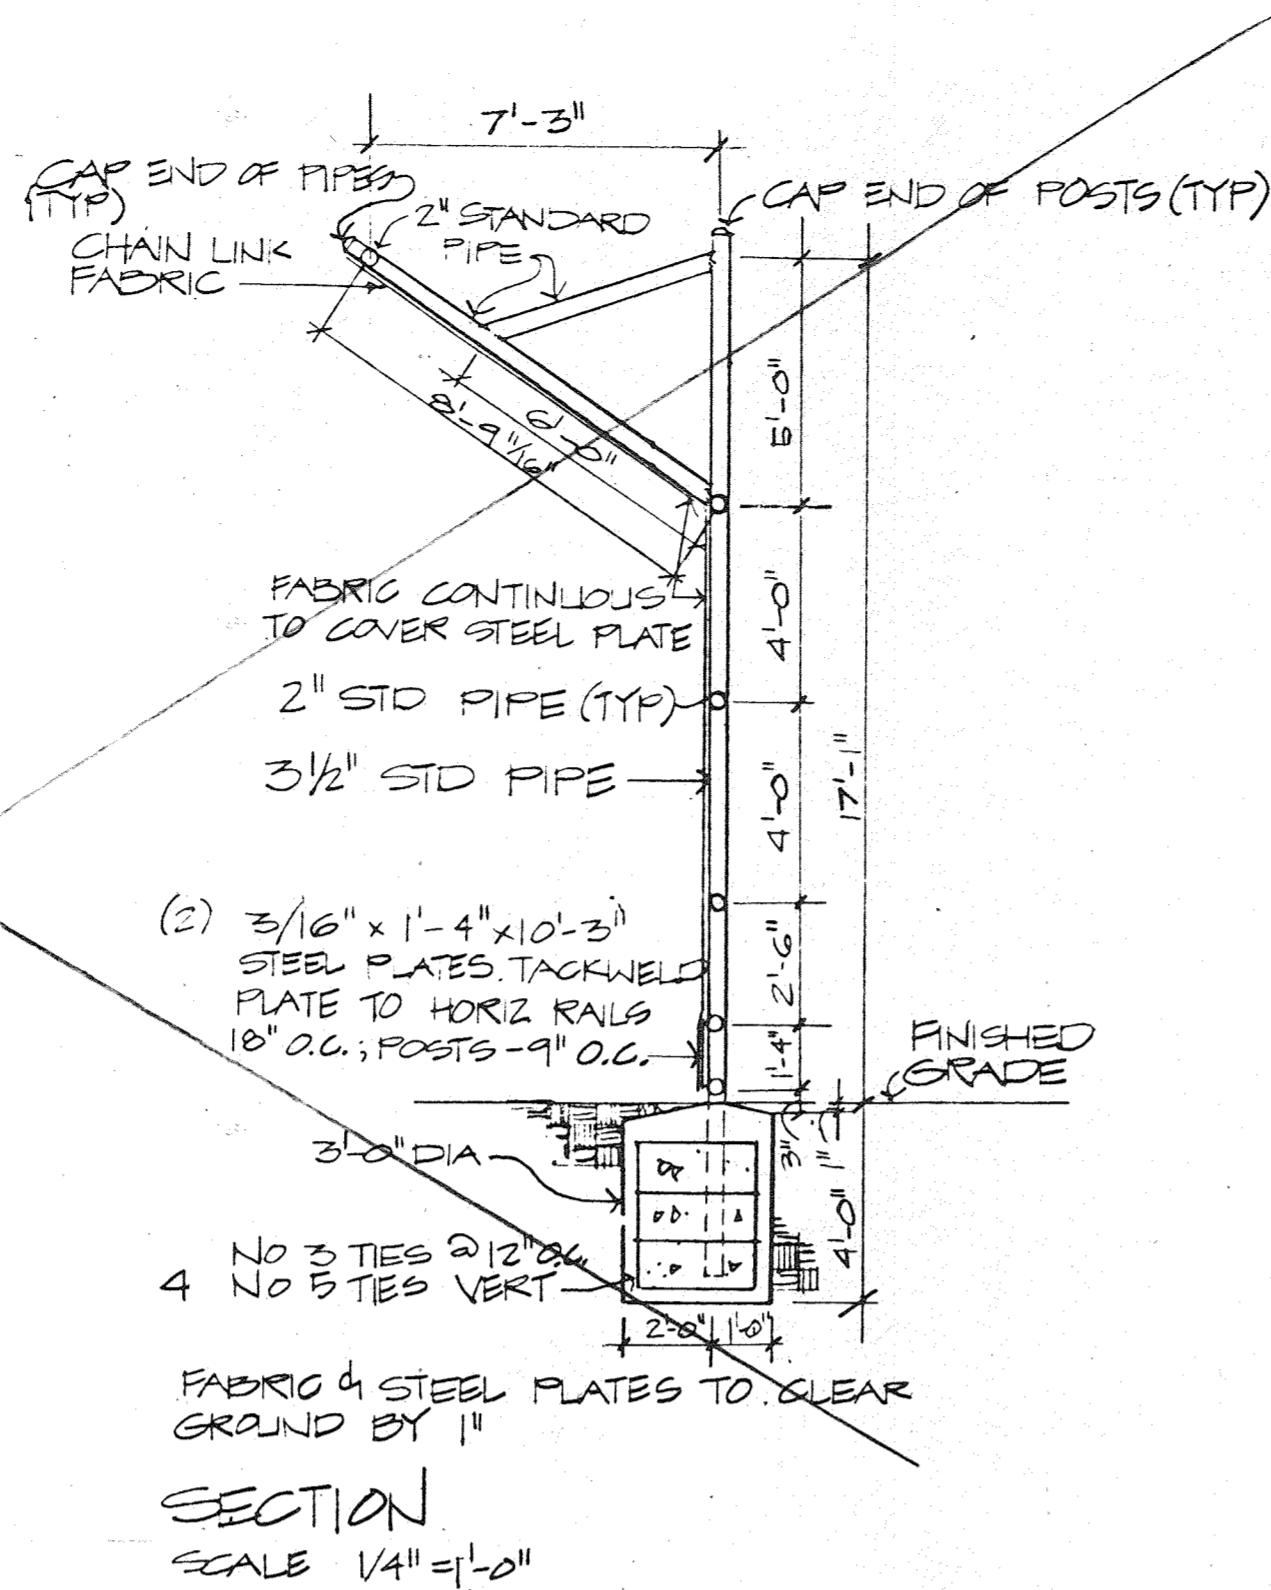 7'-3"
CAP END OF PIPES
(TYP)
CAP END OF POSTS (TYP)
2" STANDARD
PIPE
CHAIN LINK
FABRIC
5'-0"
6'-0"
8'-9 11/16"
FABRIC CONTINUOUS
TO COVER STEEL PLATE
4'-0"
2" STD PIPE (TYP)
3 1/2" STD PIPE
4'-0"
17'-1"
(2) 3/16" x 1'-4" x 10'-3"
STEEL PLATES. TACKWELD
PLATE TO HORIZ RAILS
18" O.C.; POSTS - 9" O.C.
2'-6"
1'-4"
FINISHED
GRADE
3'-0" DIA
3"
1"
4'-0"
NO 3 TIES @ 12" O.C.
4 NO 5 TIES VERT
2'-0"
1'-0"
FABRIC & STEEL PLATES TO CLEAR
GROUND BY 1"
SECTION
SCALE 1/4" = 1'-0"